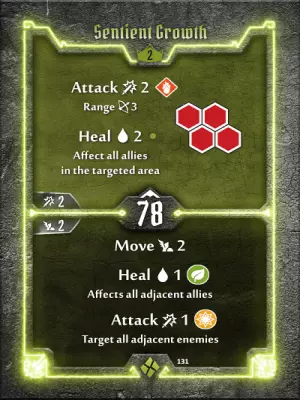 Sentient Growth
2
Attack 2
Range 3
Heal 2
Affect all allies
in the targeted area
2
78
2
Move 2
Heal 1
Affects all adjacent allies
Attack 1
Target all adjacent enemies
131